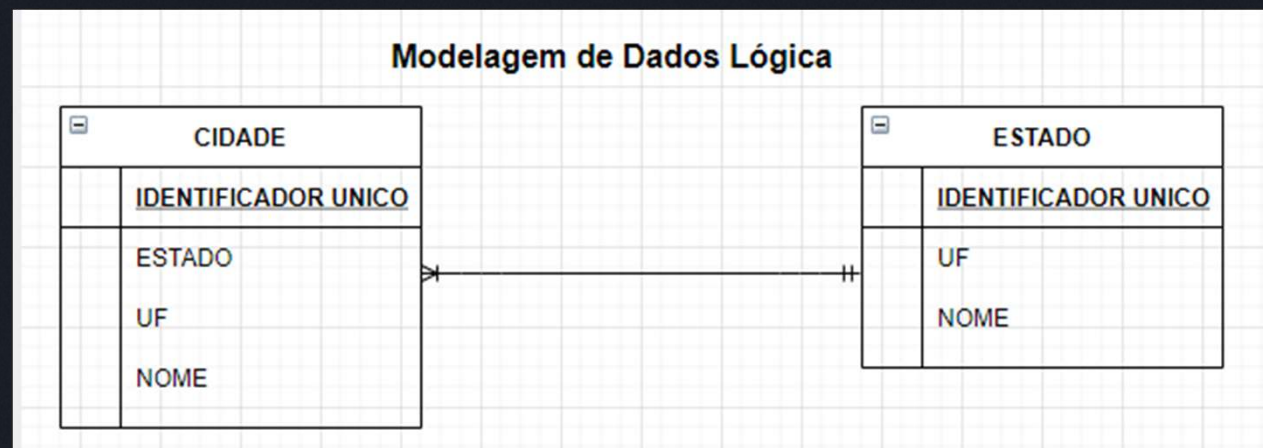 Modelagem de Dados Lógica
CIDADE
IDENTIFICADOR UNICO
ESTADO
UF
NOME
ESTADO
IDENTIFICADOR UNICO
UF
NOME